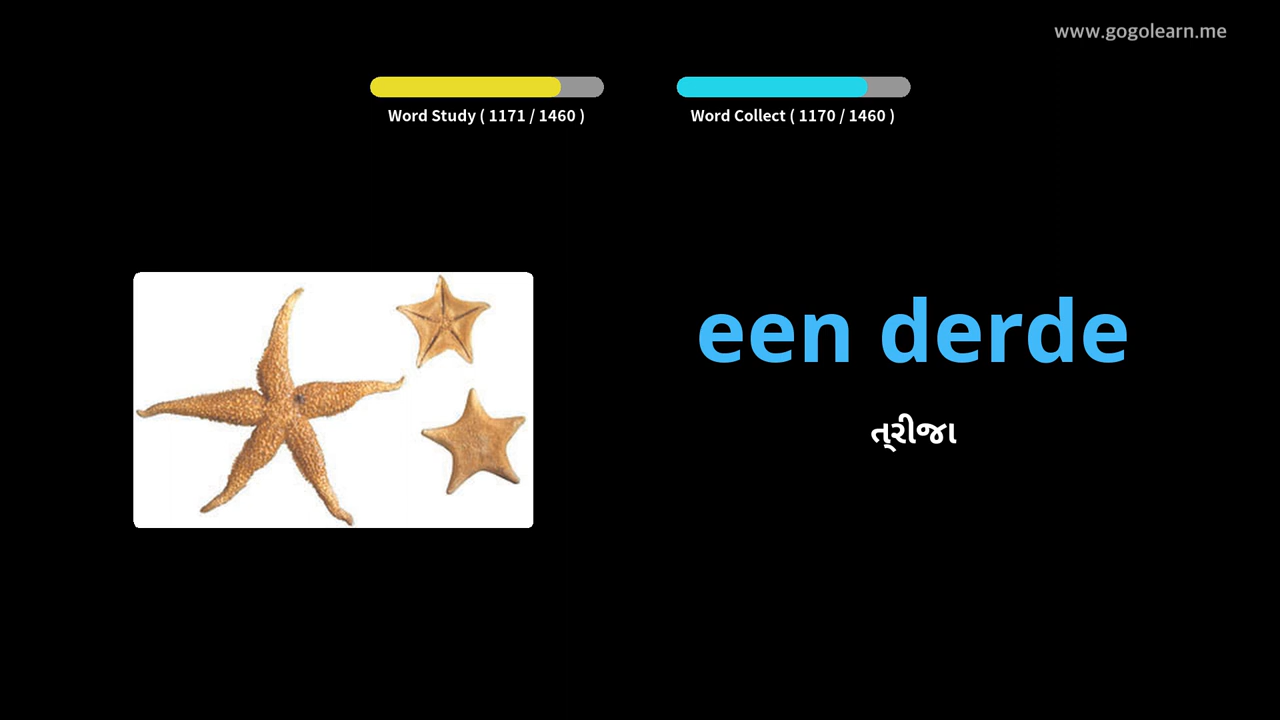 www.gogolearn.me
Word Study ( 1171 / 1460 )
Word Collect ( 1170 / 1460 )
een derde
ત્રીજા